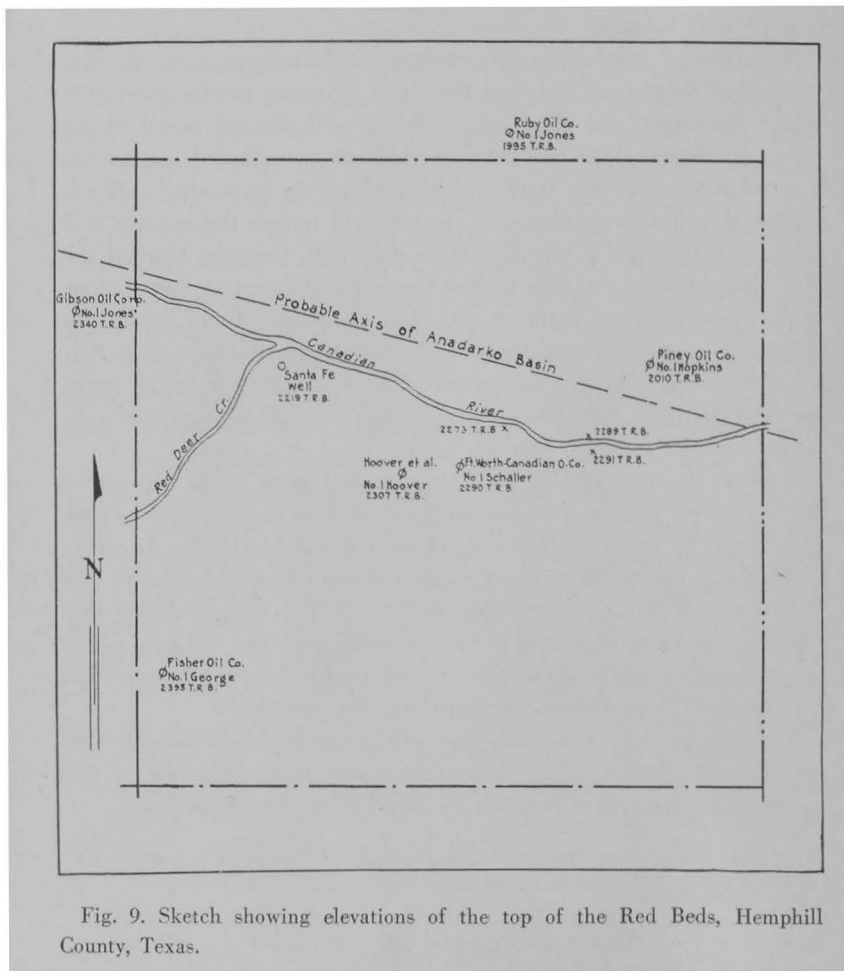 Ruby Oil Co.
No 1 Jones
1995 T.R.B.
Gibson Oil Corp.
No. 1 Jones
2340 T.R.B.
Probable Axis of Anadarko Basin
Canadian
River
Piney Oil Co.
No. 1 Hopkins
2010 T.R.B.
Santa Fe
well
2219 T.R.B.
Red Deer Cr.
2273 T.R.B x
x 2289 T.R.B.
x
2291 T.R.B.
Hoover et al.
No 1 Hoover
2307 T.R.B.
Ft. Worth-Canadian O. Co.
No 1 Schaller
2290 T.R.B
N
Fisher Oil Co.
No. 1 George
2395 T.R.B.
Fig. 9. Sketch showing elevations of the top of the Red Beds, Hemphill
County, Texas.